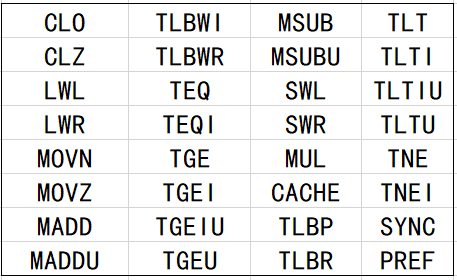 CLO TLBWI MSUB TLT
CLZ TLBWR MSUBU TLTI
LWL TEQ SWL TLTIU
LWR TEQI SWR TLTU
MOVN TGE MUL TNE
MOVZ TGEI CACHE TNEI
MADD TGEIU TLBP SYNC
MADDU TGEU TLBR PREF